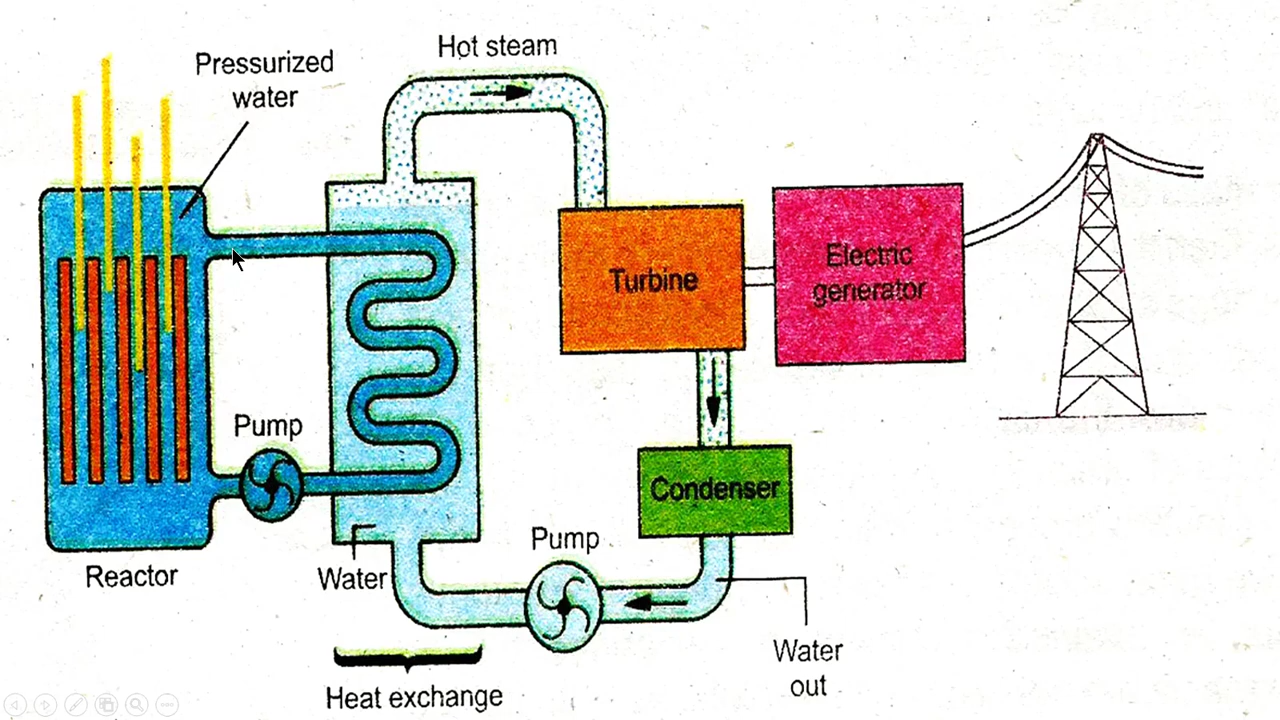 Hot steam
Pressurized
water
Turbine
Electric
generator
Pump
Condenser
Pump
Reactor
Water
Water
out
Heat exchange